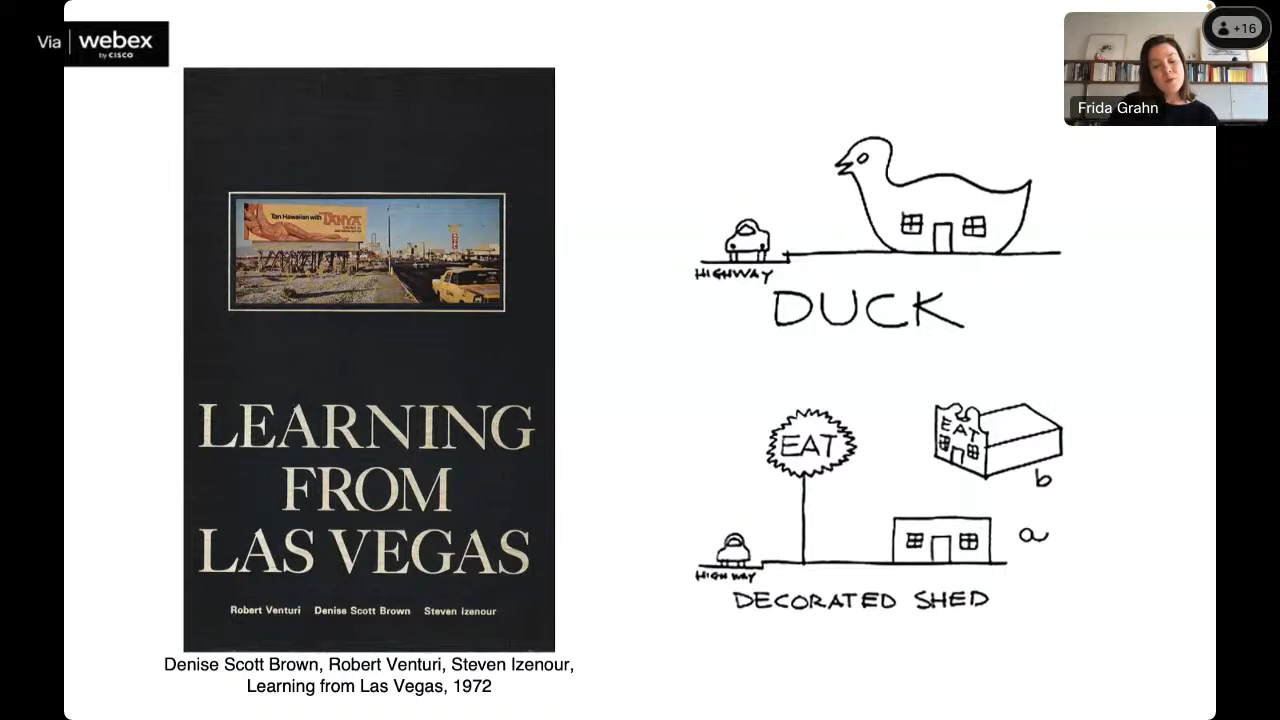 Via webex
by CISCO
+16
Frida Grahn
Tan Hawaiian with TANYA
LEARNING
FROM
LAS VEGAS
Robert Venturi Denise Scott Brown Steven Izenour
Denise Scott Brown, Robert Venturi, Steven Izenour,
Learning from Las Vegas, 1972
HIGHWAY
DUCK
EAT
EAT
b
a
HIGHWAY
DECORATED SHED